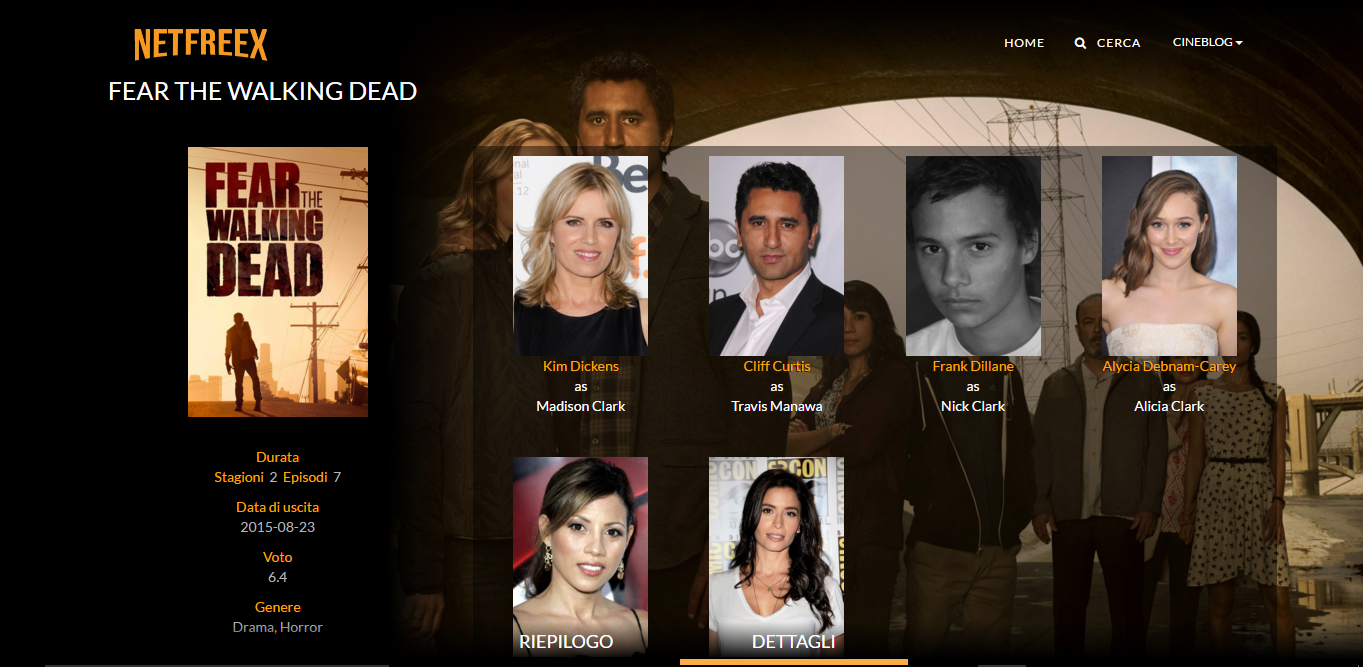 NETFREEX
HOME
CERCA
CINEBLOG
FEAR THE WALKING DEAD
FEAR THE
WALKING
DEAD
Kim Dickens
as
Madison Clark
Cliff Curtis
as
Travis Manawa
Frank Dillane
as
Nick Clark
Alycia Debnam-Carey
as
Alicia Clark
Durata
Stagioni 2 Episodi 7
Data di uscita
2015-08-23
Voto
6.4
Genere
Drama, Horror
RIEPILOGO
DETTAGLI